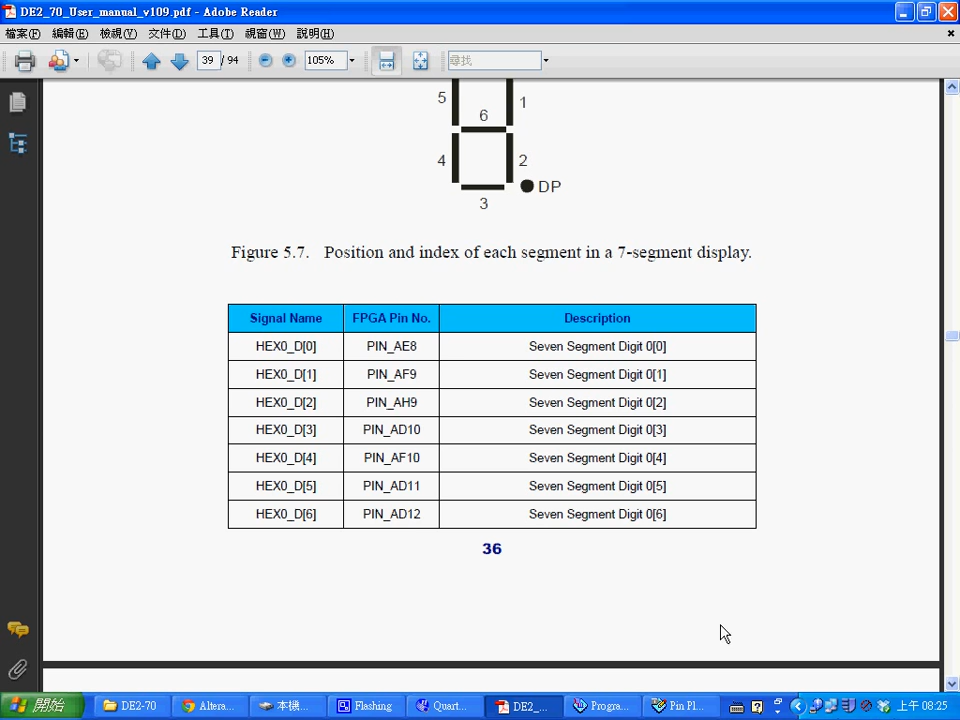 DE2_70_User_manual_v109.pdf - Adobe Reader
檔案(F) 編輯(E) 檢視(V) 文件(D) 工具(T) 視窗(W) 說明(H)
39 / 94 105% 尋找
5 1
6
4 2
DP
3
Figure 5.7. Position and index of each segment in a 7-segment display.
Signal Name FPGA Pin No. Description
HEX0_D[0] PIN_AE8 Seven Segment Digit 0[0]
HEX0_D[1] PIN_AF9 Seven Segment Digit 0[1]
HEX0_D[2] PIN_AH9 Seven Segment Digit 0[2]
HEX0_D[3] PIN_AD10 Seven Segment Digit 0[3]
HEX0_D[4] PIN_AF10 Seven Segment Digit 0[4]
HEX0_D[5] PIN_AD11 Seven Segment Digit 0[5]
HEX0_D[6] PIN_AD12 Seven Segment Digit 0[6]
36
開始 DE2-70 Altera... 本機... Flashing Quart... DE2_... Progra... Pin Pl... 上午 08:25